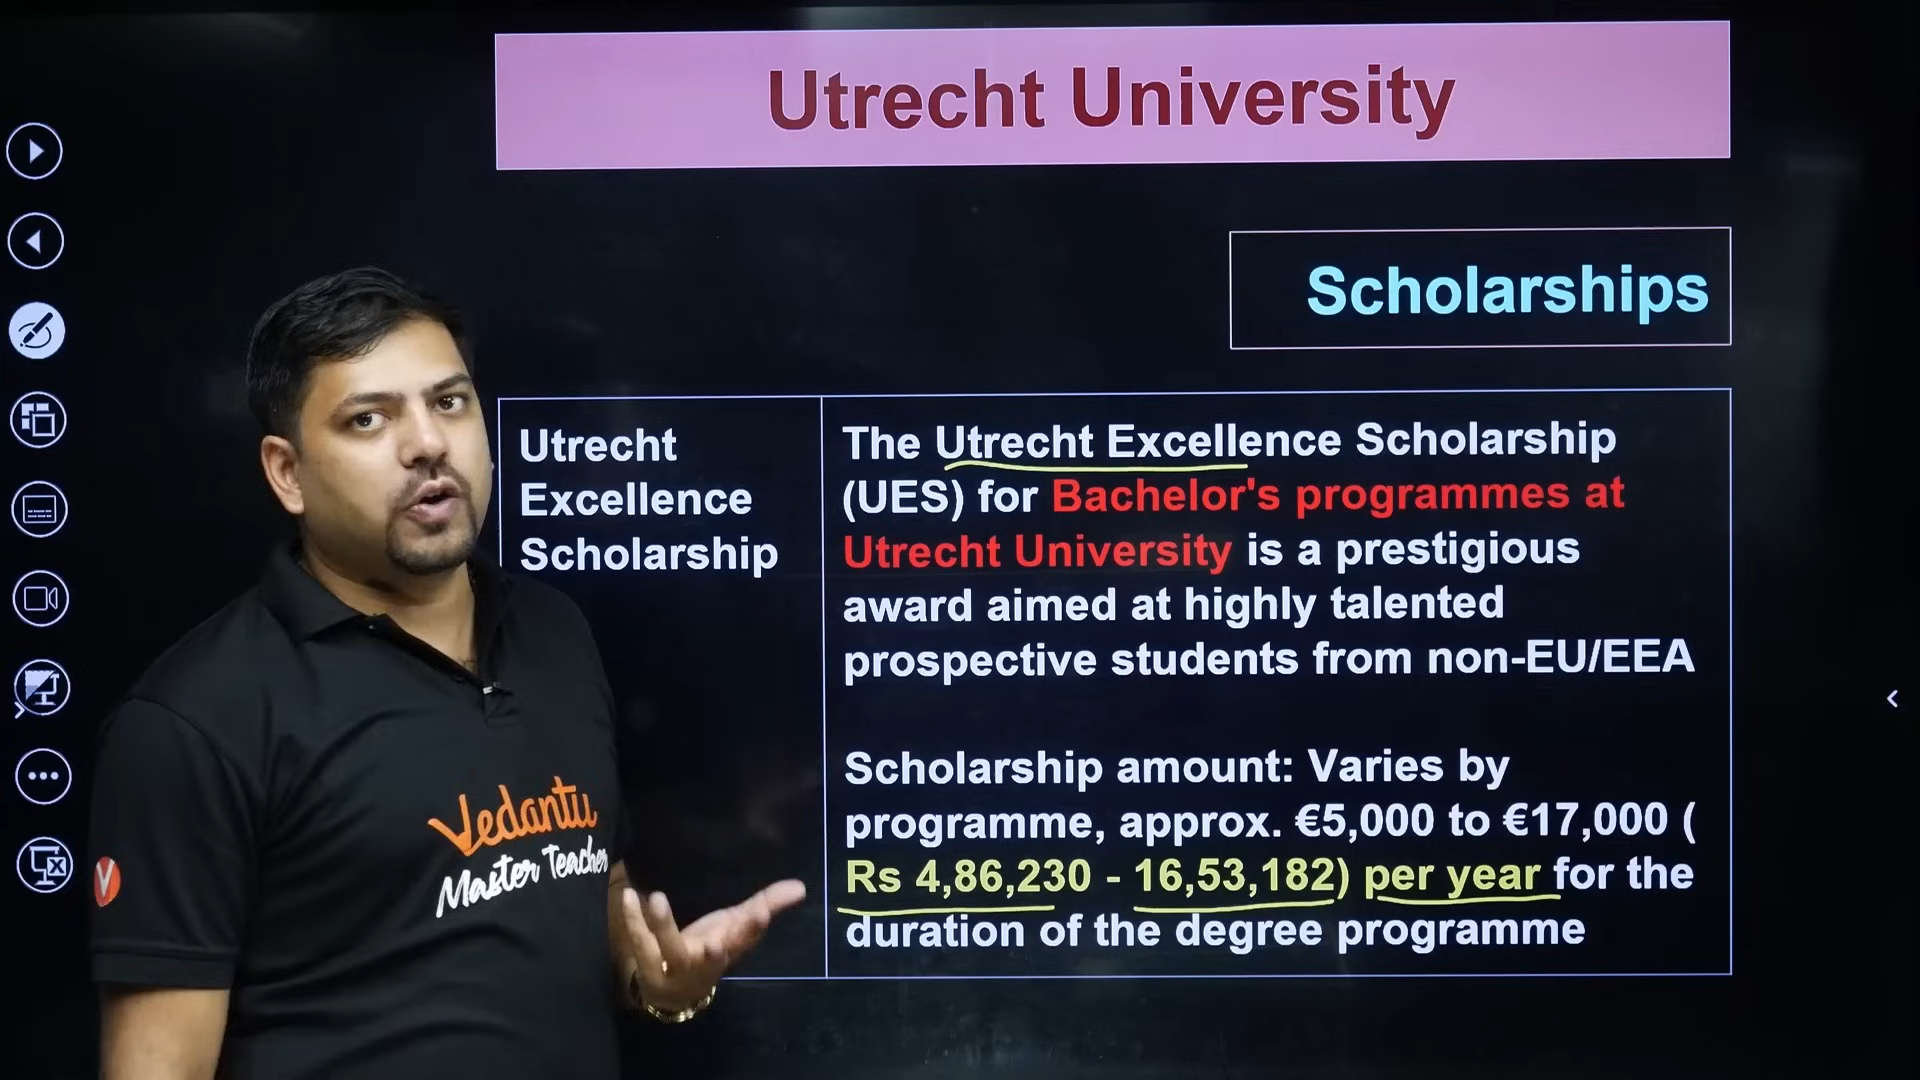 Utrecht University
Scholarships
Utrecht
Excellence
Scholarship
The Utrecht Excellence Scholarship
(UES) for Bachelor's programmes at
Utrecht University is a prestigious
award aimed at highly talented
prospective students from non-EU/EEA
Scholarship amount: Varies by
programme, approx. €5,000 to €17,000 (
Rs 4,86,230 - 16,53,182) per year for the
duration of the degree programme
Vedantu
Master Teacher
V